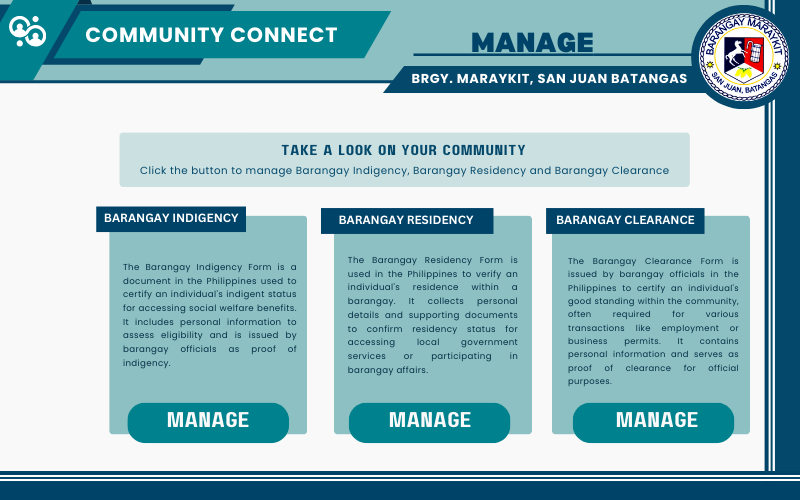 COMMUNITY CONNECT
MANAGE
BRGY. MARAYKIT, SAN JUAN BATANGAS
BARANGAY MARAYKIT
SAN JUAN, BATANGAS
TAKE A LOOK ON YOUR COMMUNITY
Click the button to manage Barangay Indigency, Barangay Residency and Barangay Clearance
BARANGAY INDIGENCY
The Barangay Indigency Form is a
document in the Philippines used to
certify an individual's indigent status
for accessing social welfare benefits.
It includes personal information to
assess eligibility and is issued by
barangay officials as proof of
indigency.
MANAGE
BARANGAY RESIDENCY
The Barangay Residency Form is
used in the Philippines to verify an
individual's residence within a
barangay. It collects personal
details and supporting documents
to confirm residency status for
accessing local government
services or participating in
barangay affairs.
MANAGE
BARANGAY CLEARANCE
The Barangay Clearance Form is
issued by barangay officials in the
Philippines to certify an individual's
good standing within the community,
often required for various
transactions like employment or
business permits. It contains
personal information and serves as
proof of clearance for official
purposes.
MANAGE